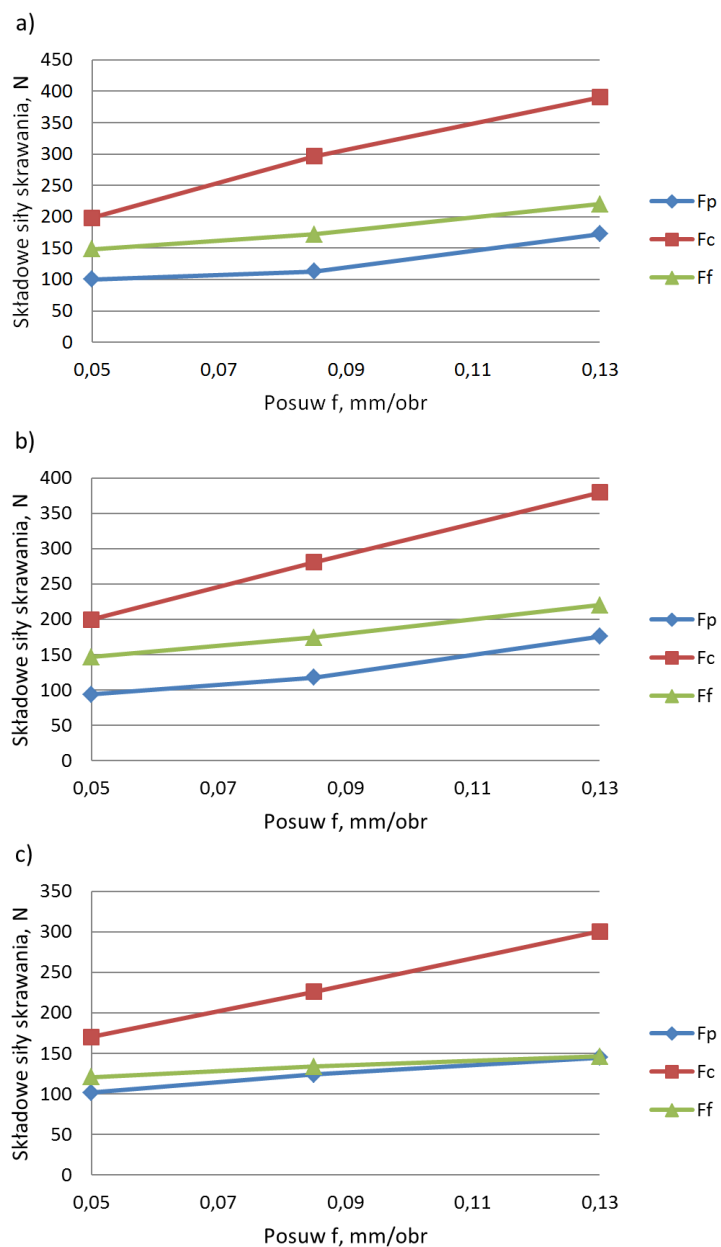 a)
Składowe siły skrawania, N
450
400
350
300
250
200
150
100
50
0
0,05 0,07 0,09 0,11 0,13
Posuw f, mm/obr
Fp
Fc
Ff
b)
Składowe siły skrawania, N
400
350
300
250
200
150
100
50
0
0,05 0,07 0,09 0,11 0,13
Posuw f, mm/obr
Fp
Fc
Ff
c)
Składowe siły skrawania, N
350
300
250
200
150
100
50
0
0,05 0,07 0,09 0,11 0,13
Posuw f, mm/obr
Fp
Fc
Ff